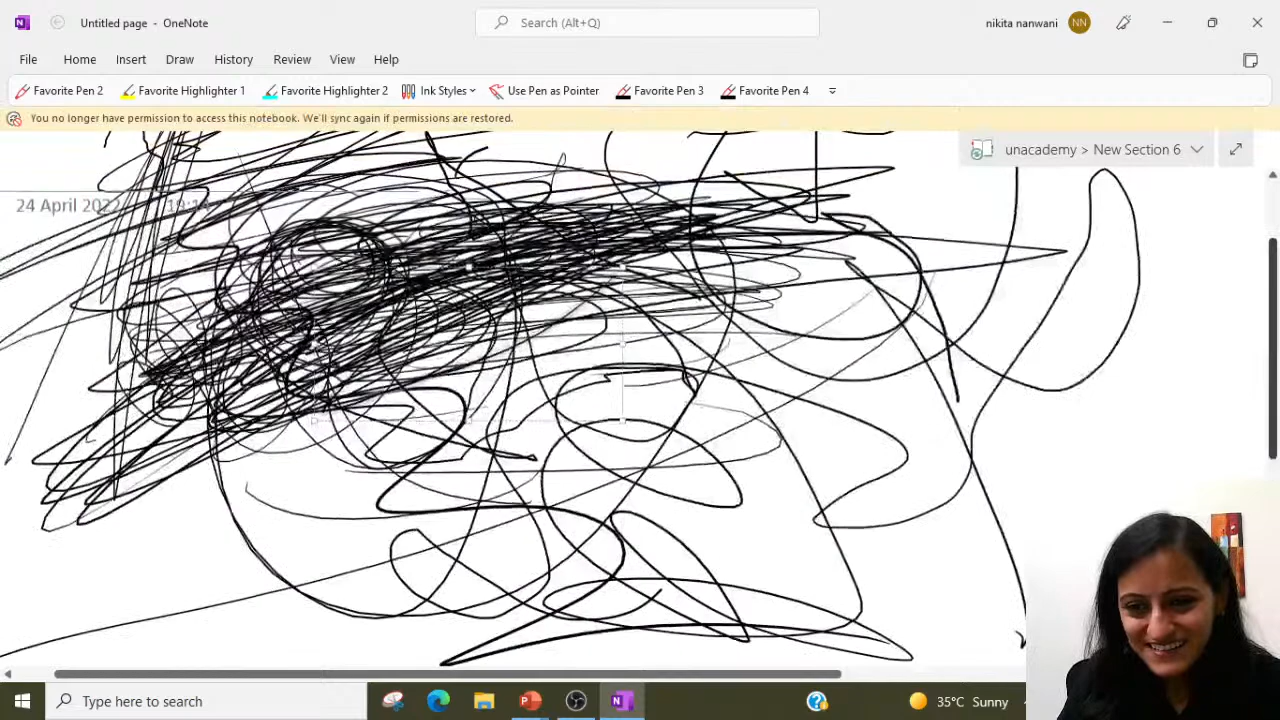 Untitled page - OneNote
Search (Alt+Q)
nikita nanwani
NN
File Home Insert Draw History Review View Help
Favorite Pen 2 Favorite Highlighter 1 Favorite Highlighter 2 Ink Styles Use Pen as Pointer Favorite Pen 3 Favorite Pen 4
You no longer have permission to access this notebook. We'll sync again if permissions are restored.
unacademy > New Section 6
24 April 2022
Type here to search
35°C Sunny